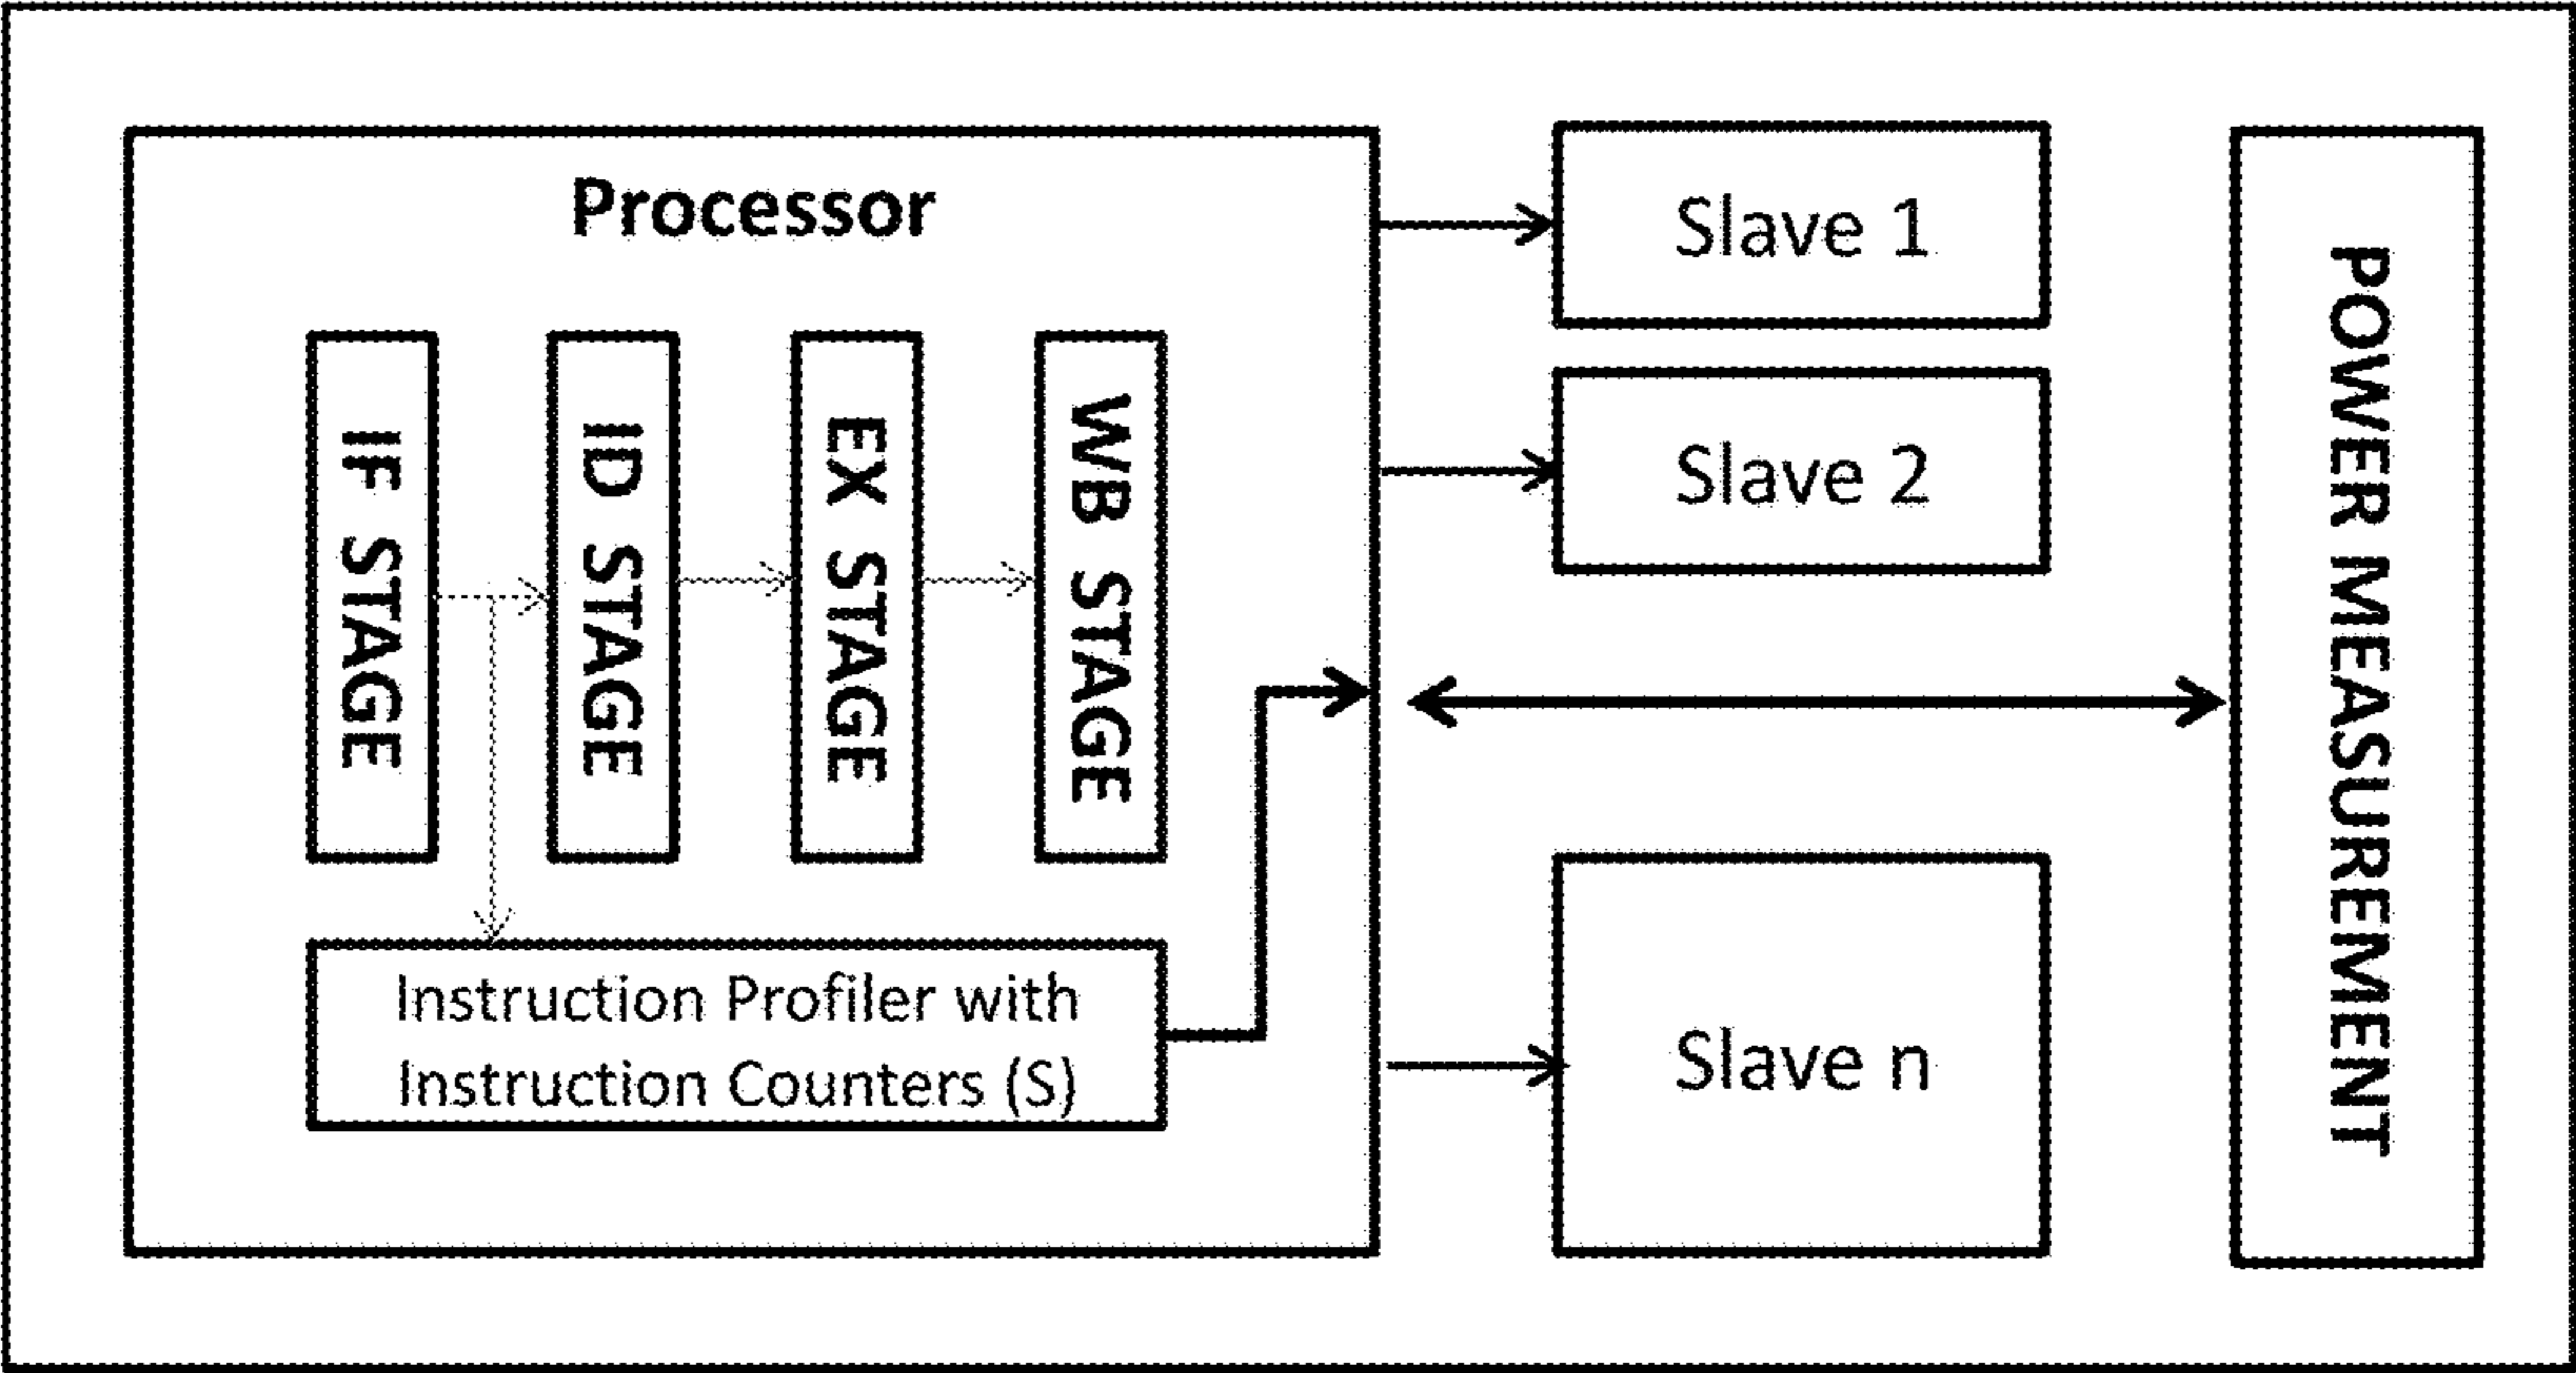 Processor
IF STAGE
ID STAGE
EX STAGE
WB STAGE
Instruction Profiler with
Instruction Counters (S)
Slave 1
Slave 2
Slave n
POWER MEASUREMENT